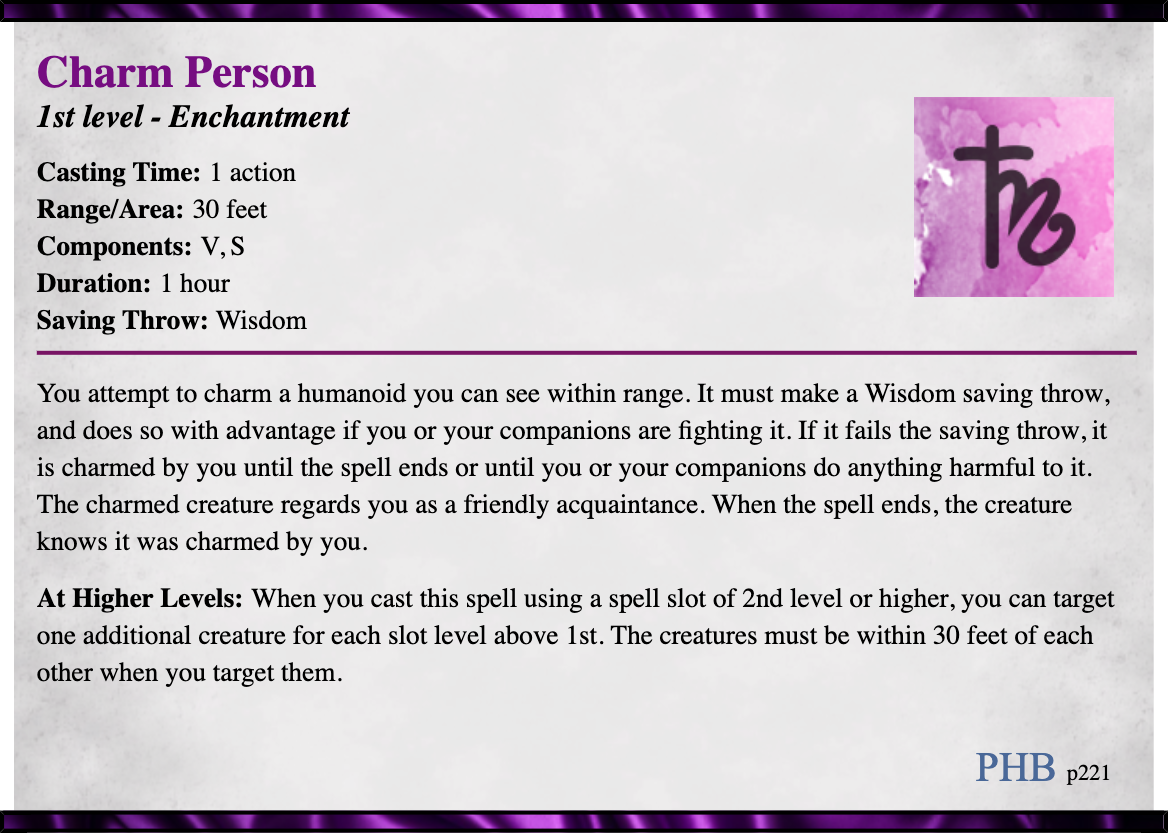 Charm Person
1st level - Enchantment
Casting Time: 1 action
Range/Area: 30 feet
Components: V, S
Duration: 1 hour
Saving Throw: Wisdom
You attempt to charm a humanoid you can see within range. It must make a Wisdom saving throw,
and does so with advantage if you or your companions are fighting it. If it fails the saving throw, it
is charmed by you until the spell ends or until you or your companions do anything harmful to it.
The charmed creature regards you as a friendly acquaintance. When the spell ends, the creature
knows it was charmed by you.
At Higher Levels: When you cast this spell using a spell slot of 2nd level or higher, you can target
one additional creature for each slot level above 1st. The creatures must be within 30 feet of each
other when you target them.
PHB p221